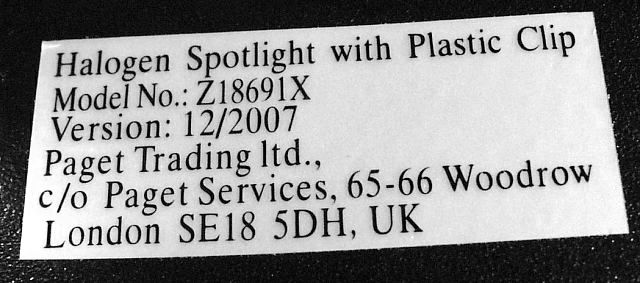 Halogen Spotlight with Plastic Clip
Model No.: Z18691X
Version: 12/2007
Paget Trading ltd.,
c/o Paget Services, 65-66 Woodrow
London SE18 5DH, UK